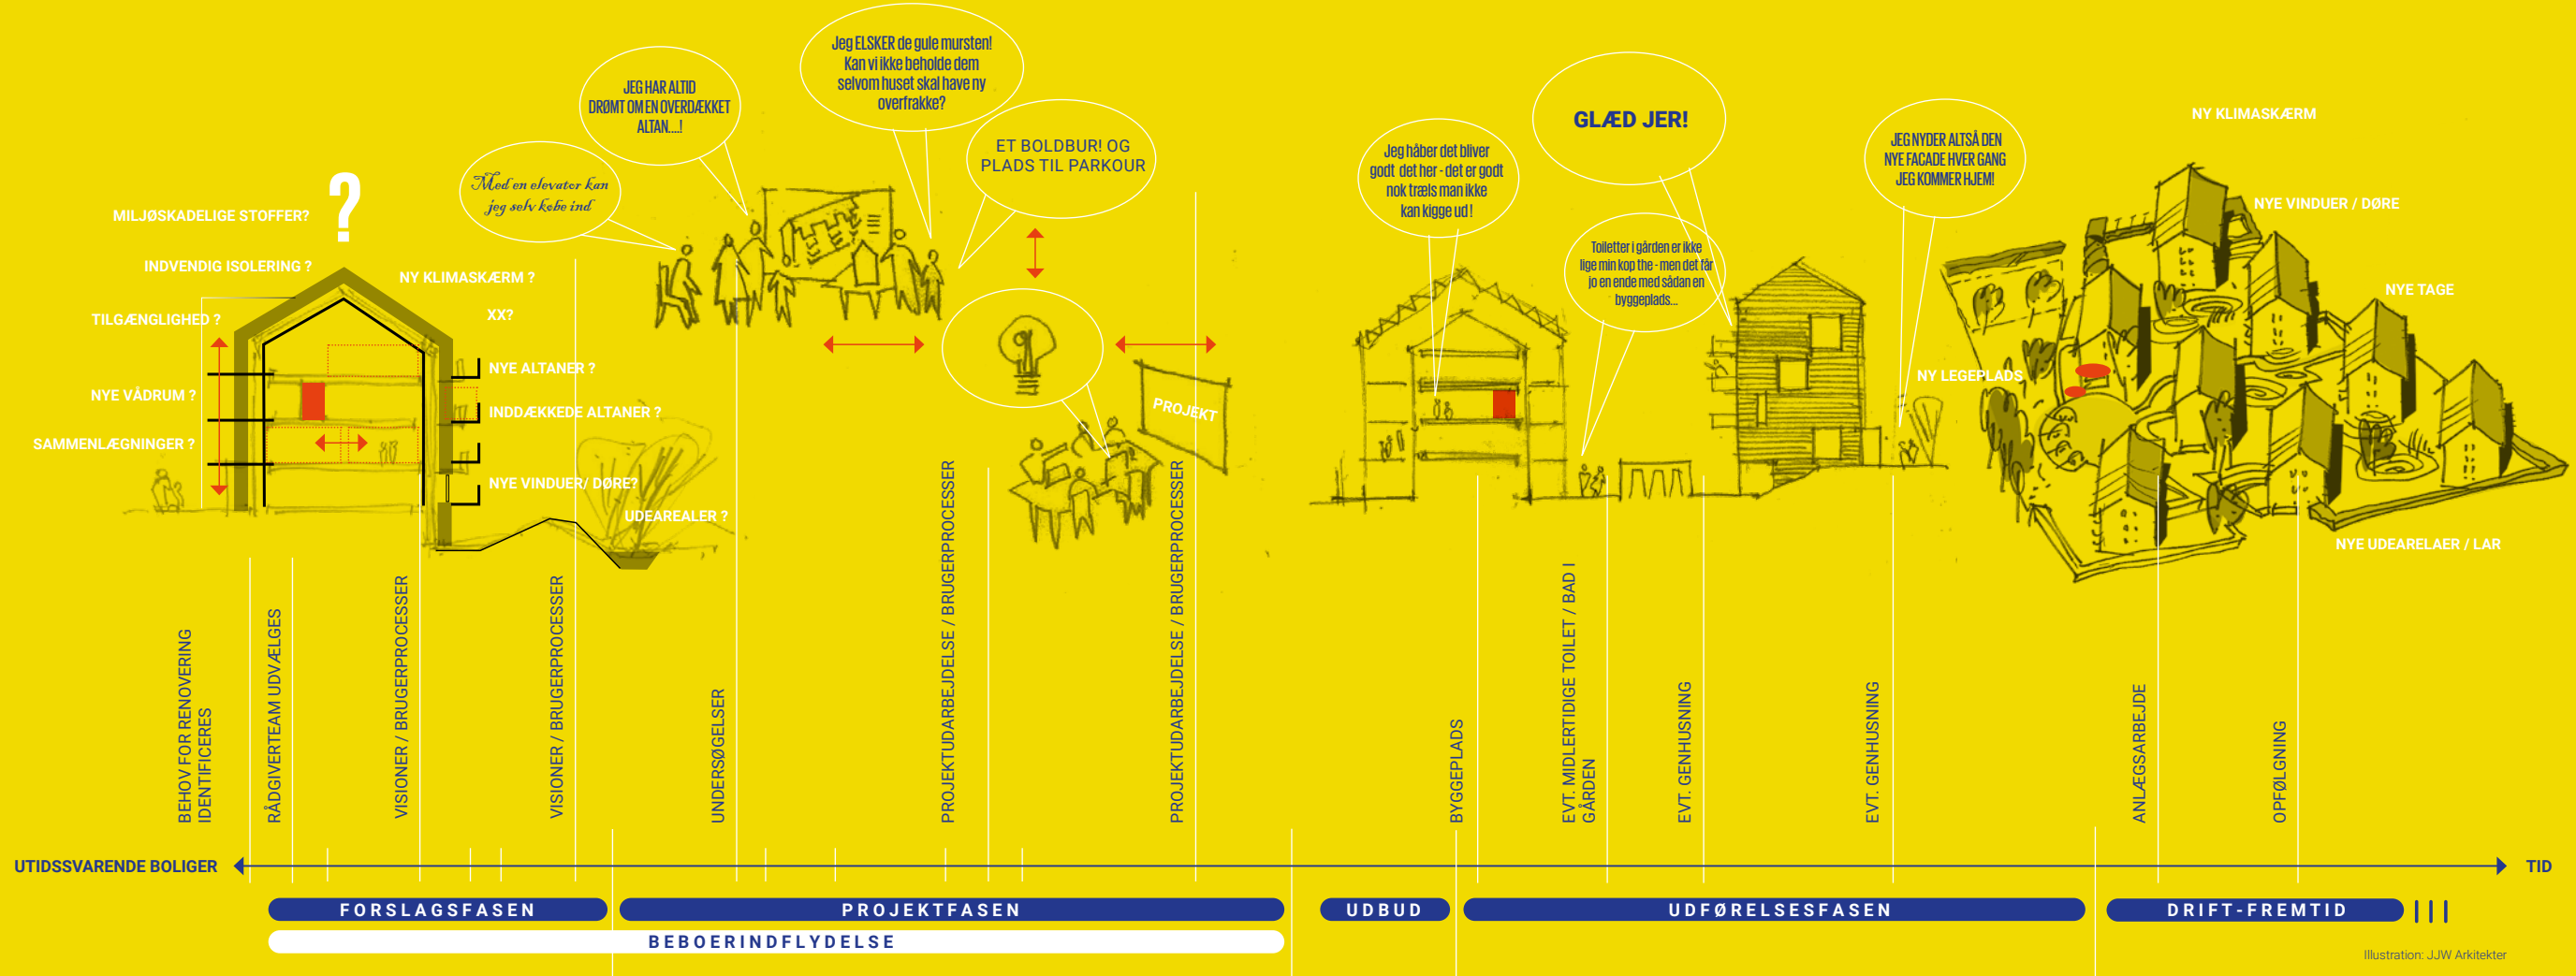 MILJØSKADELIGE STOFFER?
?
INDVENDIG ISOLERING ?
NY KLIMASKÆRM ?
TILGÆNGLIGHED ?
XX?
NYE ALTANER ?
NYE VÅDRUM ?
INDDÆKKEDE ALTANER ?
SAMMENLÆGNINGER ?
NYE VINDUER/ DØRE?
UDEAREALER ?
Med en elevator kan
jeg selv købe ind
JEG HAR ALTID
DRØMT OM EN OVERDÆKKET
ALTAN....!
Jeg ELSKER de gule mursten!
Kan vi ikke beholde dem
selvom huset skal have ny
overfrakke?
ET BOLDBUR! OG
PLADS TIL PARKOUR
PROJEKT
Jeg håber det bliver
godt det her - det er godt
nok træls man ikke
kan kigge ud !
GLÆD JER!
Toiletter i gården er ikke
lige min kop the - men det får
jo en ende med sådan en
byggeplads...
JEG NYDER ALTSÅ DEN
NYE FACADE HVER GANG
JEG KOMMER HJEM!
NY KLIMASKÆRM
NYE VINDUER / DØRE
NYE TAGE
NY LEGEPLADS
NYE UDEARELAER / LAR
BEHOV FOR RENOVERING
IDENTIFICERES
RÅDGIVERTEAM UDVÆLGES
VISIONER / BRUGERPROCESSER
VISIONER / BRUGERPROCESSER
UNDERSØGELSER
PROJEKTUDARBEJDELSE / BRUGERPROCESSER
PROJEKTUDARBEJDELSE / BRUGERPROCESSER
BYGGEPLADS
EVT. MIDLERTIDIGE TOILET / BAD I
GÅRDEN
EVT. GENHUSNING
EVT. GENHUSNING
ANLÆGSARBEJDE
OPFØLGNING
UTIDSSVARENDE BOLIGER
TID
FORSLAGSFASEN
PROJEKTFASEN
UDBUD
UDFØRELSESFASEN
DRIFT-FREMTID
BEBOERINDFLYDELSE
Illustration: JJW Arkitekter